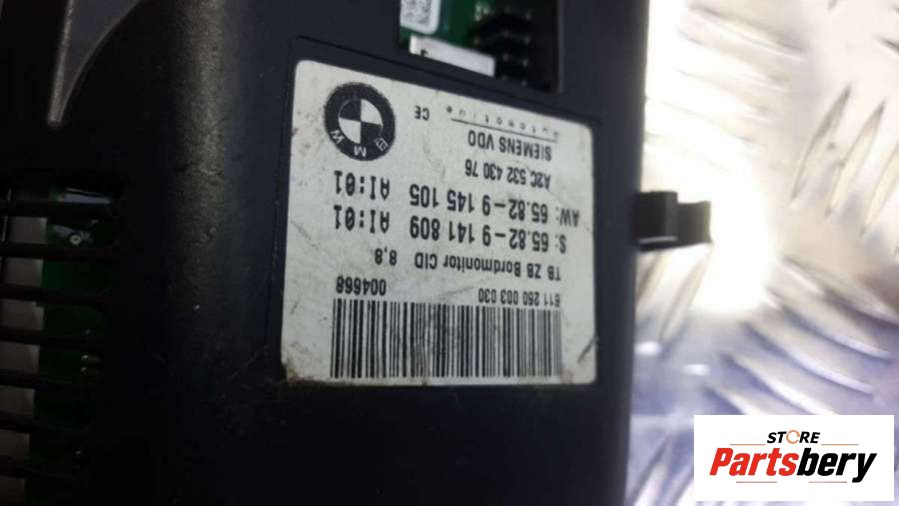 BMW
CE
automotive
SIEMENS VDO
A2C 532 430 76
AW: 65.82-9 145 105 AI:01
S: 65.82-9 141 809 AI:01
TB ZB Bordmonitor CID 8,8
611 260 003 030 004668
STORE
Partsbery